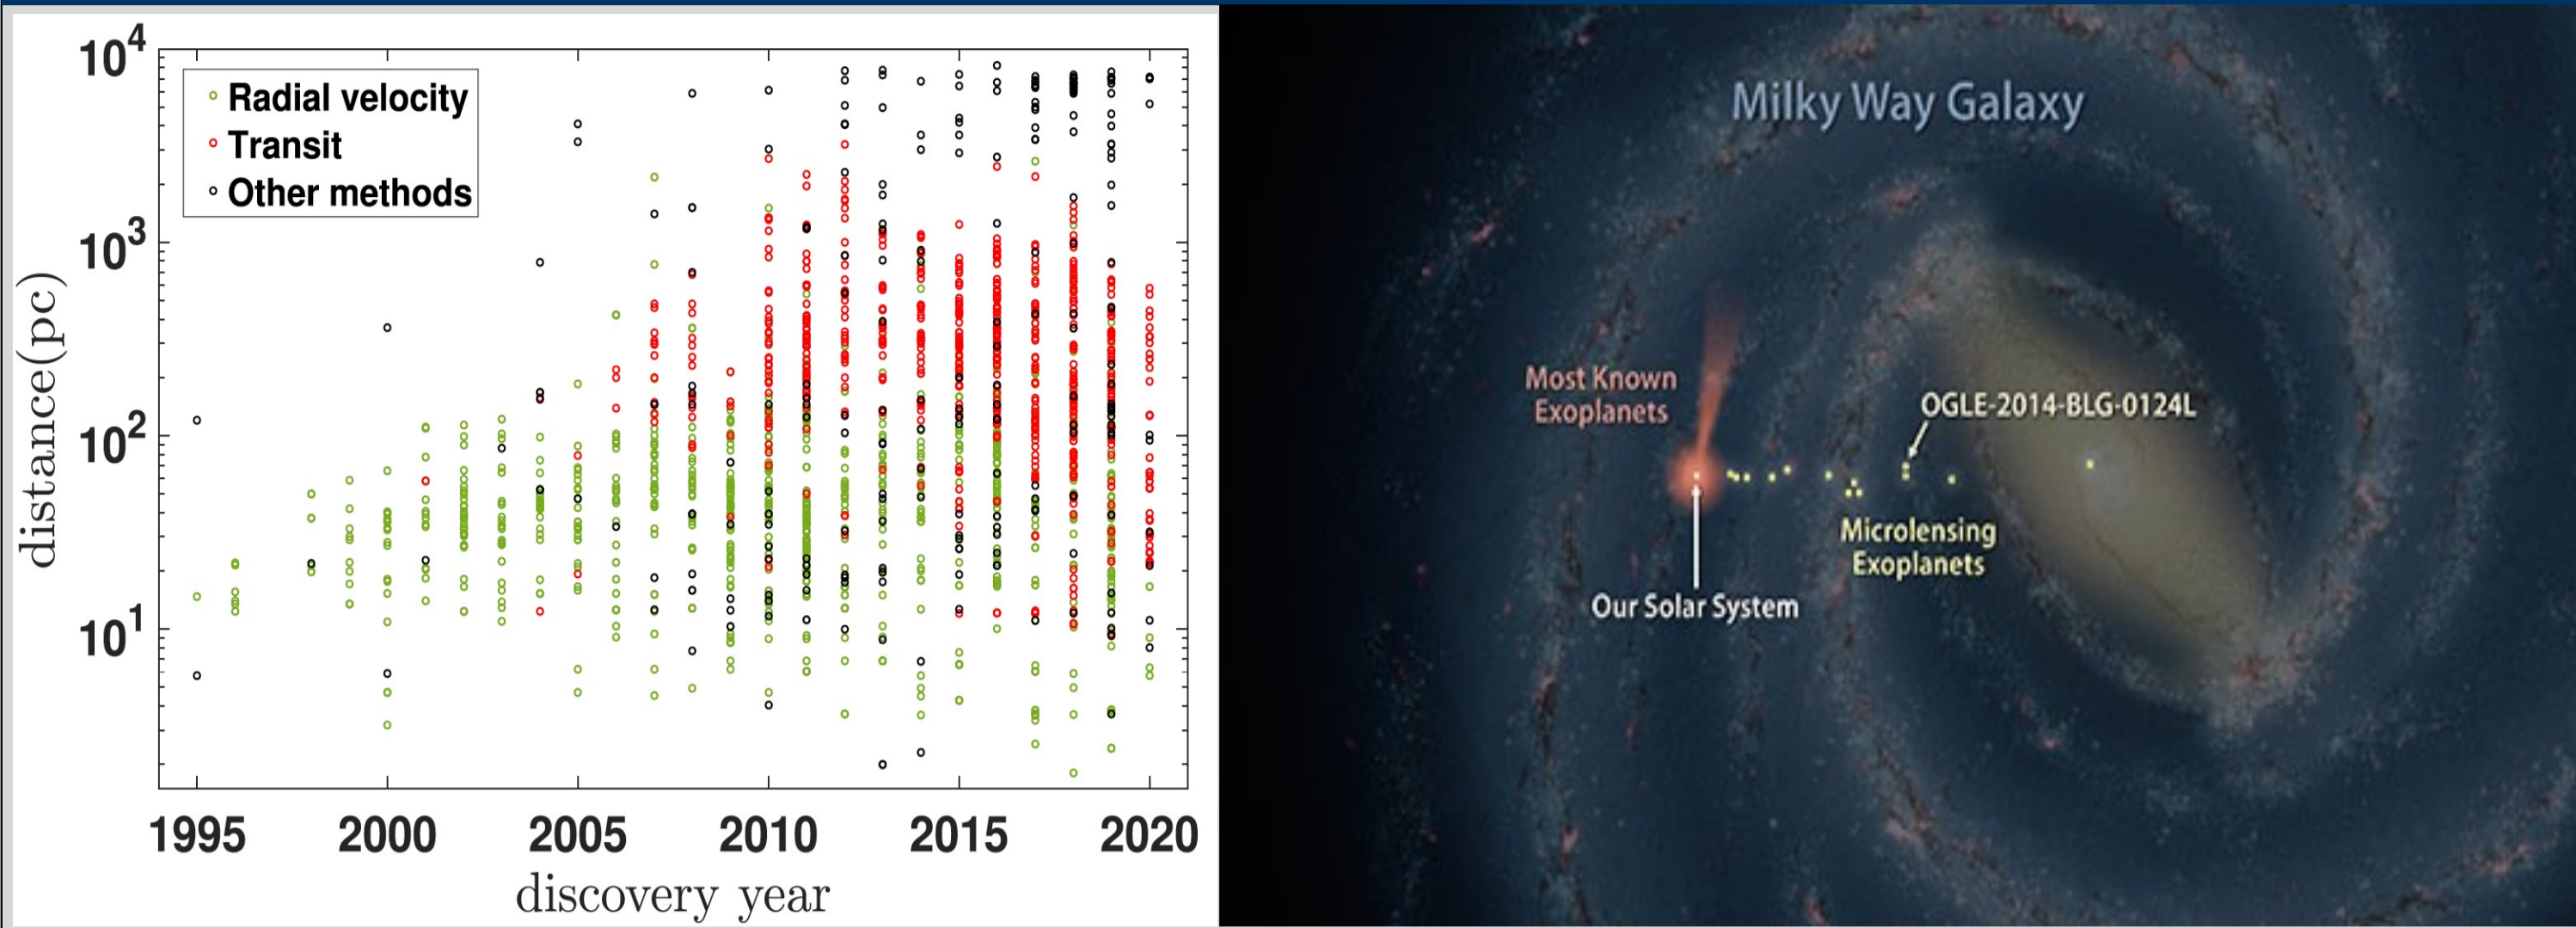 10^4
10^3
10^2
10^1
distance(pc)
Radial velocity
Transit
Other methods
1995 2000 2005 2010 2015 2020
discovery year
Milky Way Galaxy
Most Known
Exoplanets
OGLE-2014-BLG-0124L
Microlensing
Exoplanets
Our Solar System